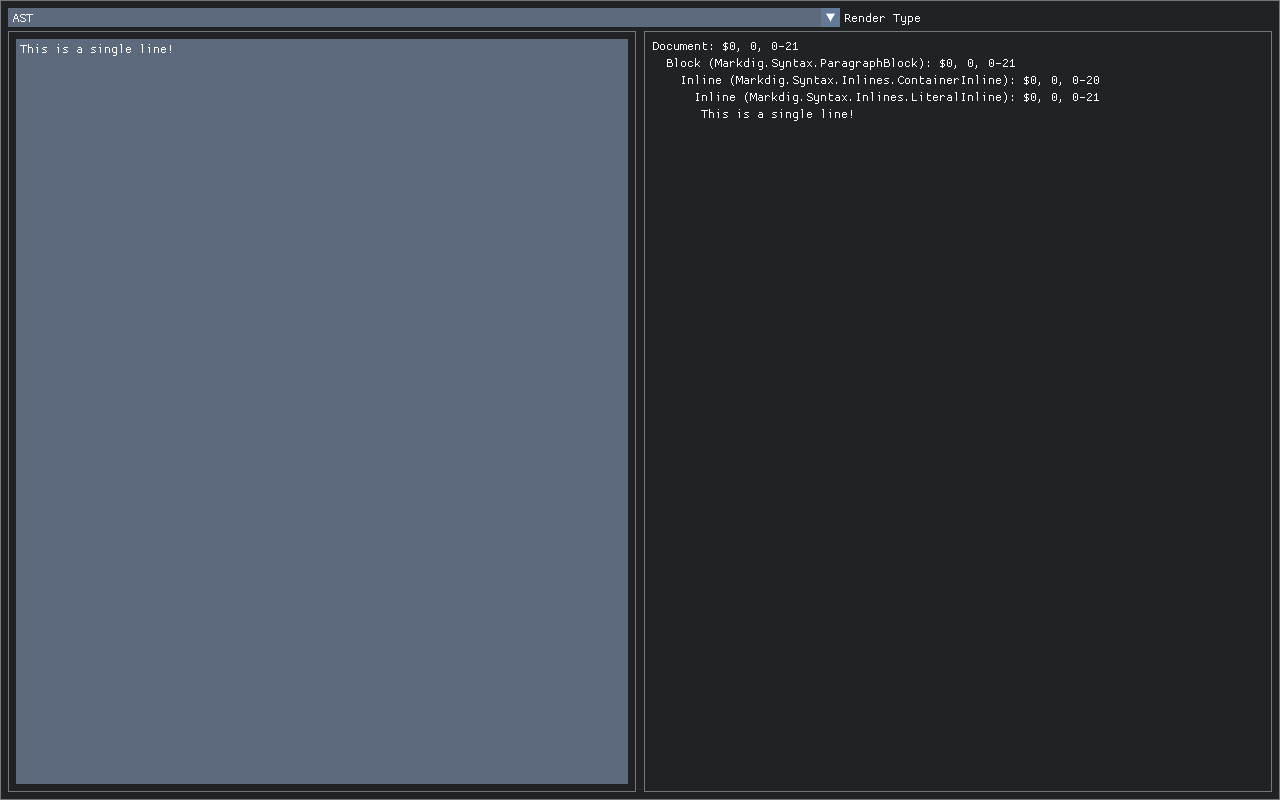 AST ▼ Render Type
This is a single line!
Document: $0, 0, 0-21
Block (Markdig.Syntax.ParagraphBlock): $0, 0, 0-21
Inline (Markdig.Syntax.Inlines.ContainerInline): $0, 0, 0-20
Inline (Markdig.Syntax.Inlines.LiteralInline): $0, 0, 0-21
This is a single line!